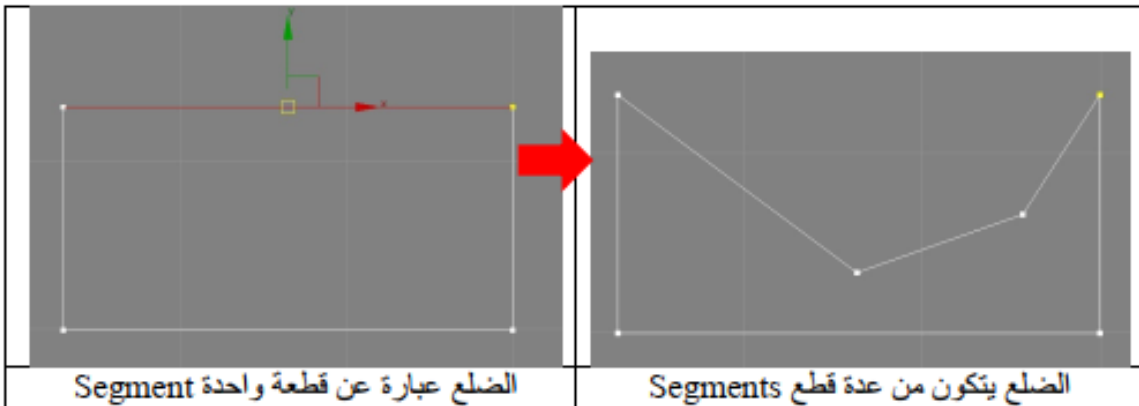 y
x
الضلع عبارة عن قطعة واحدة Segment
الضلع يتكون من عدة قطع Segments